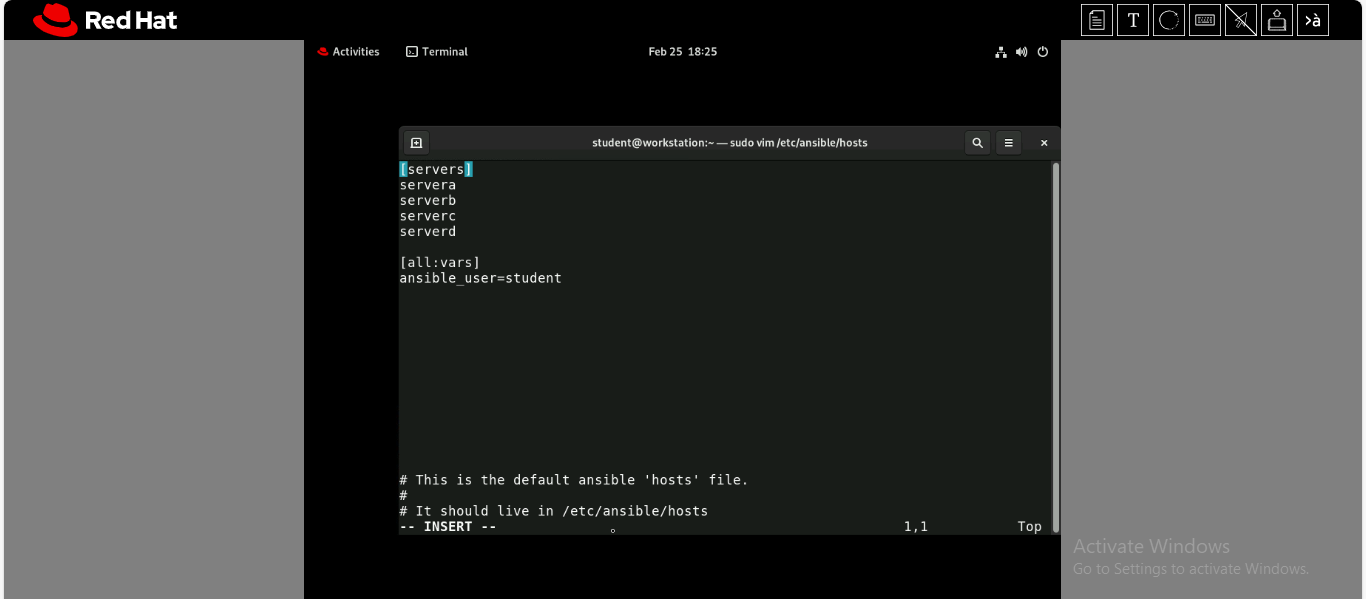 Red Hat
T
>à
Activities
Terminal
Feb 25 18:25
student@workstation:~ — sudo vim /etc/ansible/hosts
[servers]
servera
serverb
serverc
serverd
[all:vars]
ansible_user=student
# This is the default ansible 'hosts' file.
#
# It should live in /etc/ansible/hosts
-- INSERT --
1,1
Top
Activate Windows
Go to Settings to activate Windows.